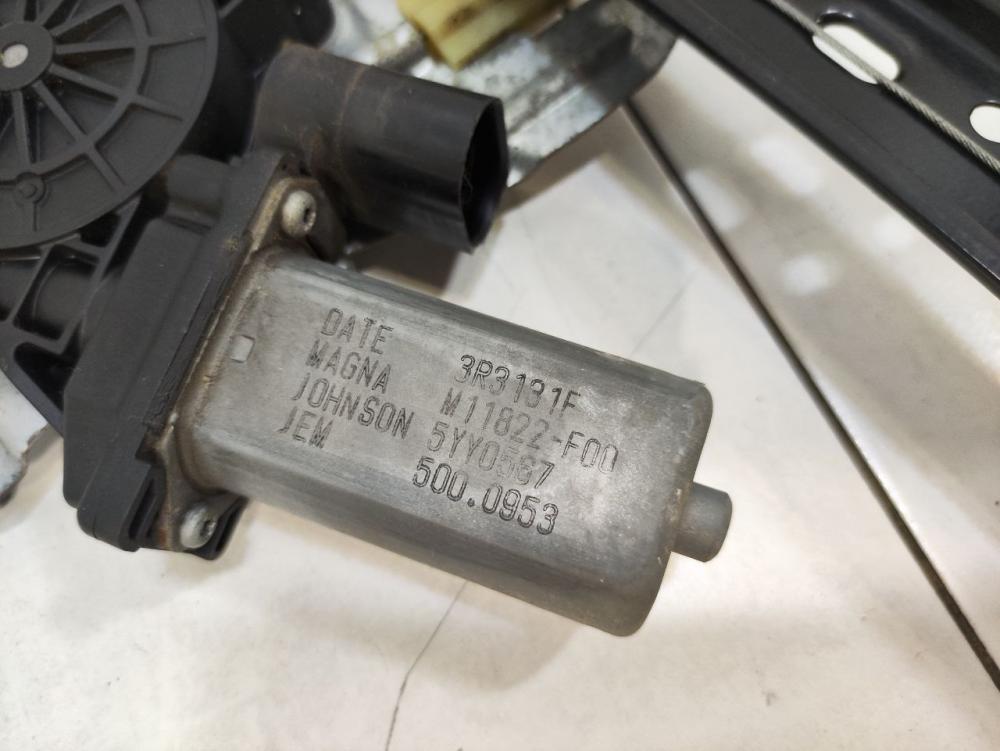 DATE 3R3131F
MAGNA M11822-F00
JOHNSON 5YY0567
JEM 500.0953